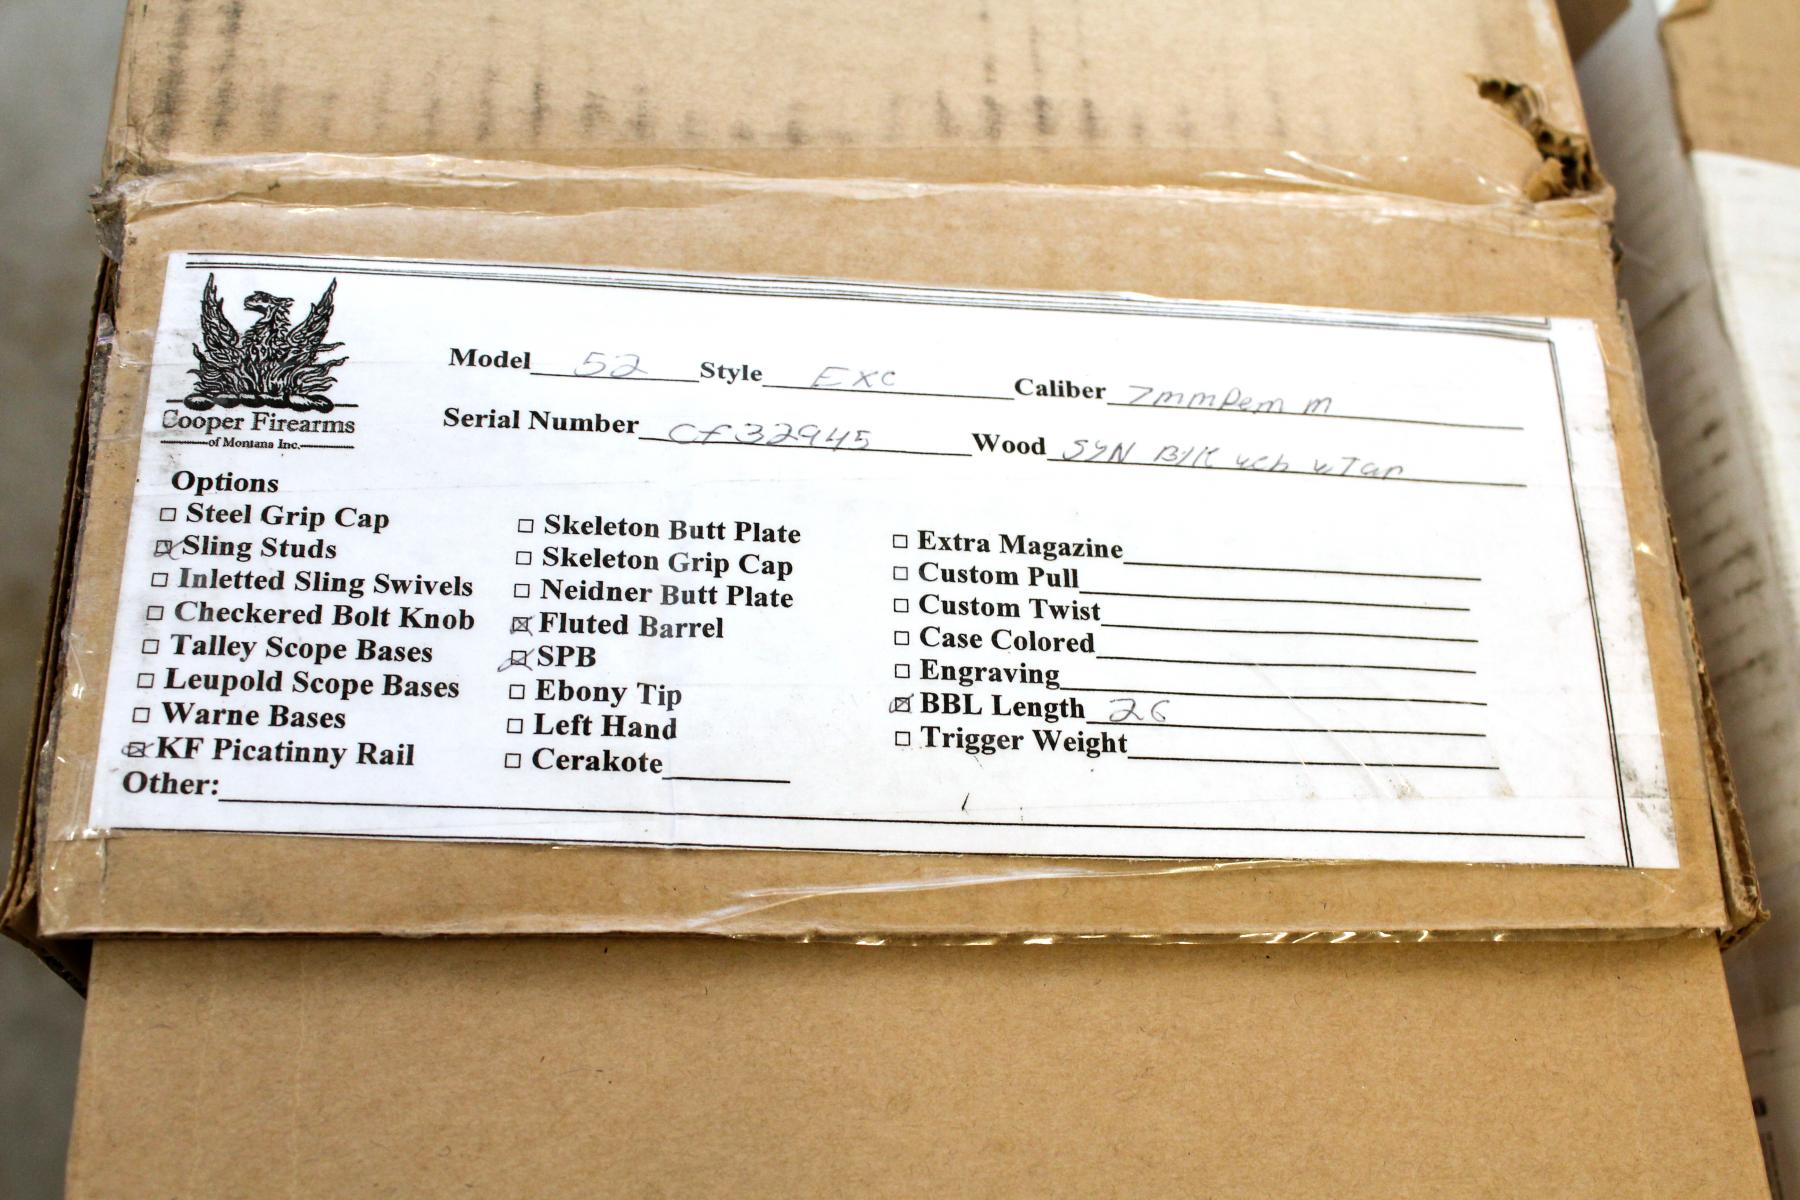 Cooper Firearms
of Montana Inc.
Model 52 Style EXC Caliber 7mmRem m
Serial Number CF32945 Wood SYN Blk
Options
Steel Grip Cap
Sling Studs
Inletted Sling Swivels
Checkered Bolt Knob
Talley Scope Bases
Leupold Scope Bases
Warne Bases
KF Picatinny Rail
Skeleton Butt Plate
Skeleton Grip Cap
Neidner Butt Plate
Fluted Barrel
SPB
Ebony Tip
Left Hand
Cerakote
Extra Magazine
Custom Pull
Custom Twist
Case Colored
Engraving
BBL Length 26
Trigger Weight
Other: